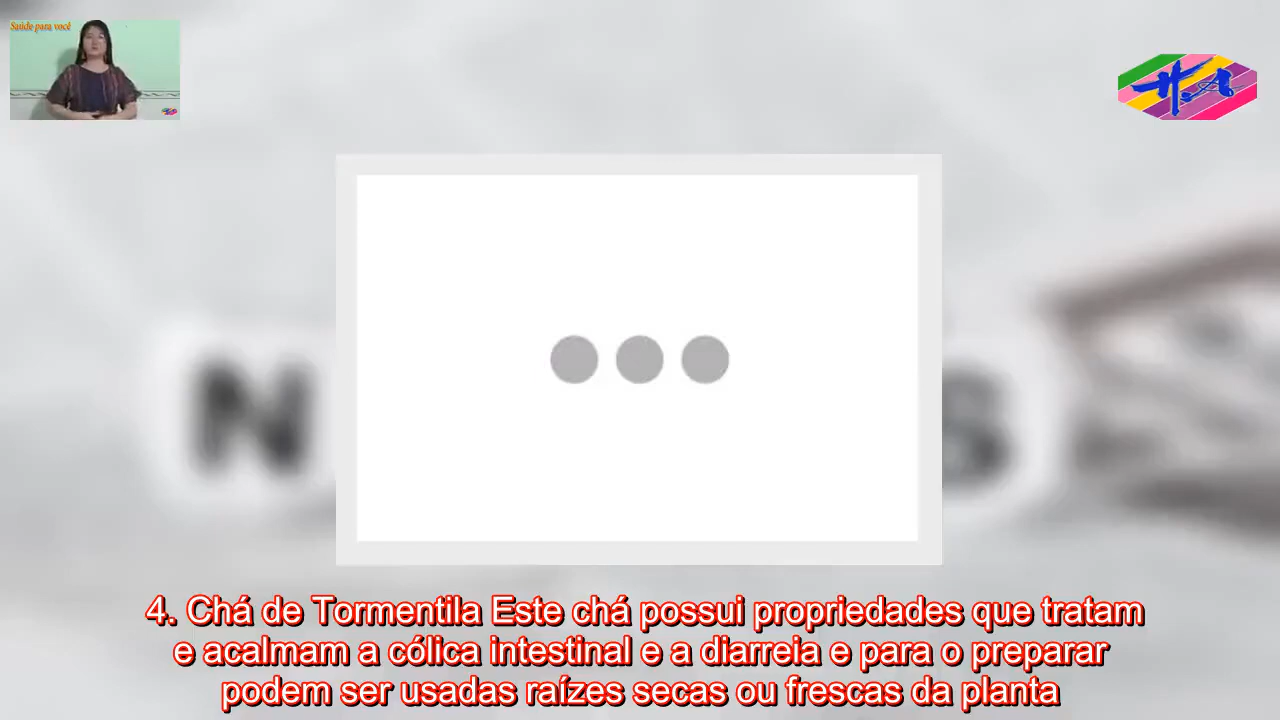 Saúde para você
H.A
N
S
4. Chá de Tormentila Este chá possui propriedades que tratam
e acalmam a cólica intestinal e a diarreia e para o preparar
podem ser usadas raízes secas ou frescas da planta